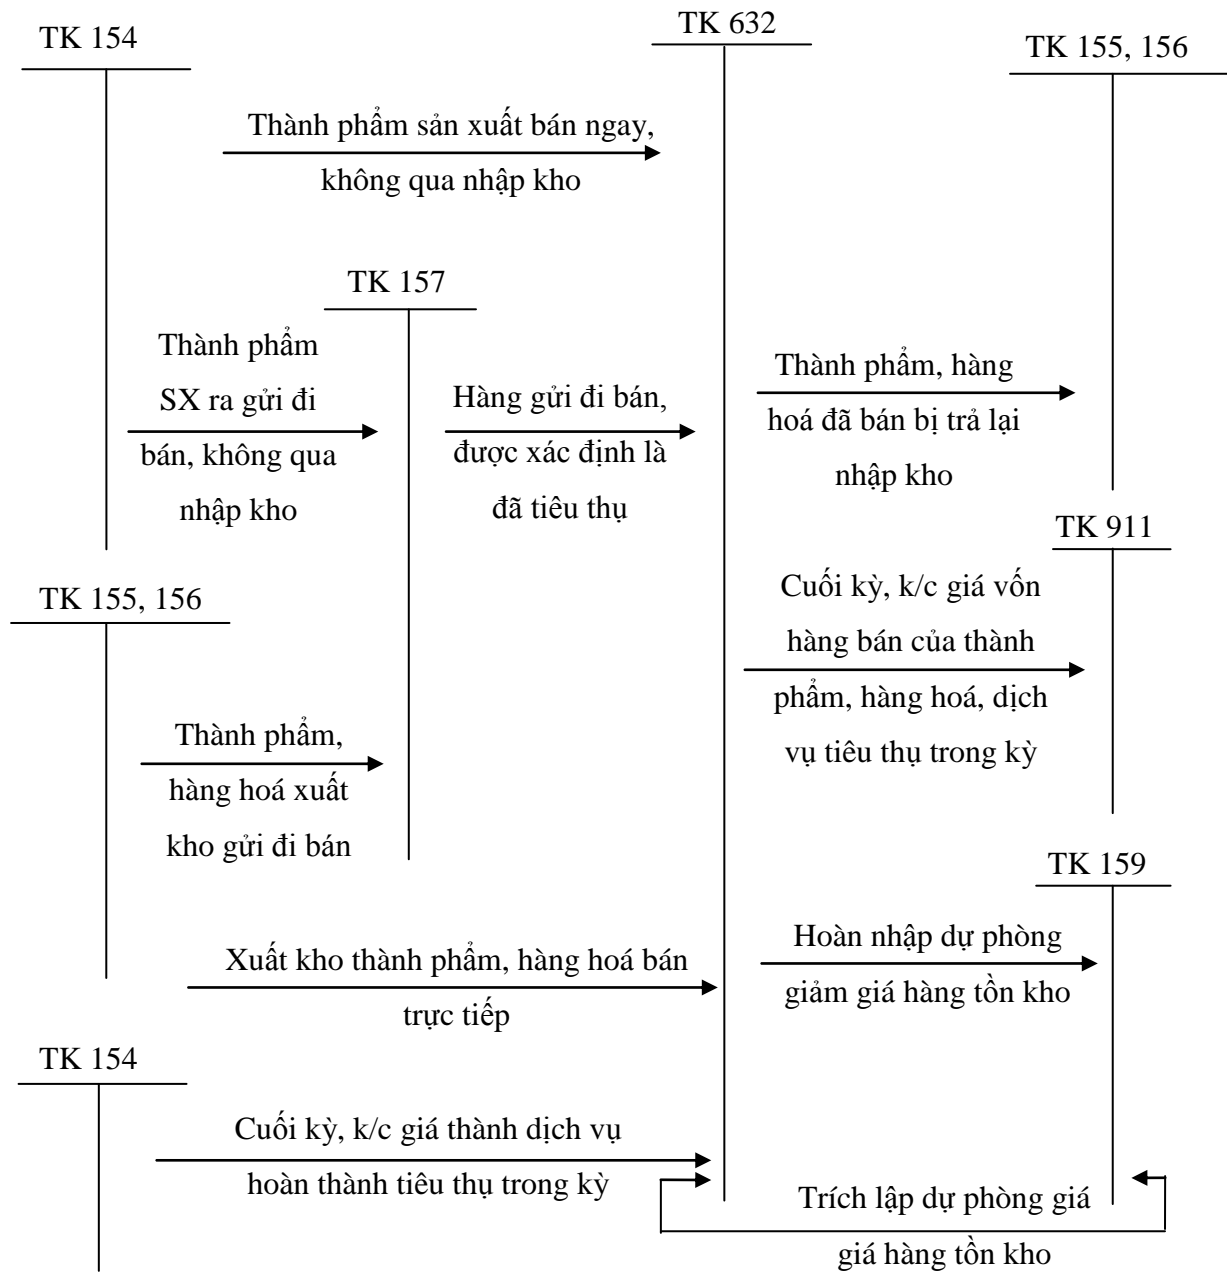 TK 154
TK 632
TK 155, 156
Thành phẩm sản xuất bán ngay,
không qua nhập kho
TK 157
Thành phẩm
SX ra gửi đi
bán, không qua
nhập kho
Hàng gửi đi bán,
được xác định là
đã tiêu thụ
Thành phẩm, hàng
hoá đã bán bị trả lại
nhập kho
TK 911
TK 155, 156
Cuối kỳ, k/c giá vốn
hàng bán của thành
phẩm, hàng hoá, dịch
vụ tiêu thụ trong kỳ
Thành phẩm,
hàng hoá xuất
kho gửi đi bán
TK 159
Xuất kho thành phẩm, hàng hoá bán
trực tiếp
Hoàn nhập dự phòng
giảm giá hàng tồn kho
TK 154
Cuối kỳ, k/c giá thành dịch vụ
hoàn thành tiêu thụ trong kỳ
Trích lập dự phòng giá
giá hàng tồn kho